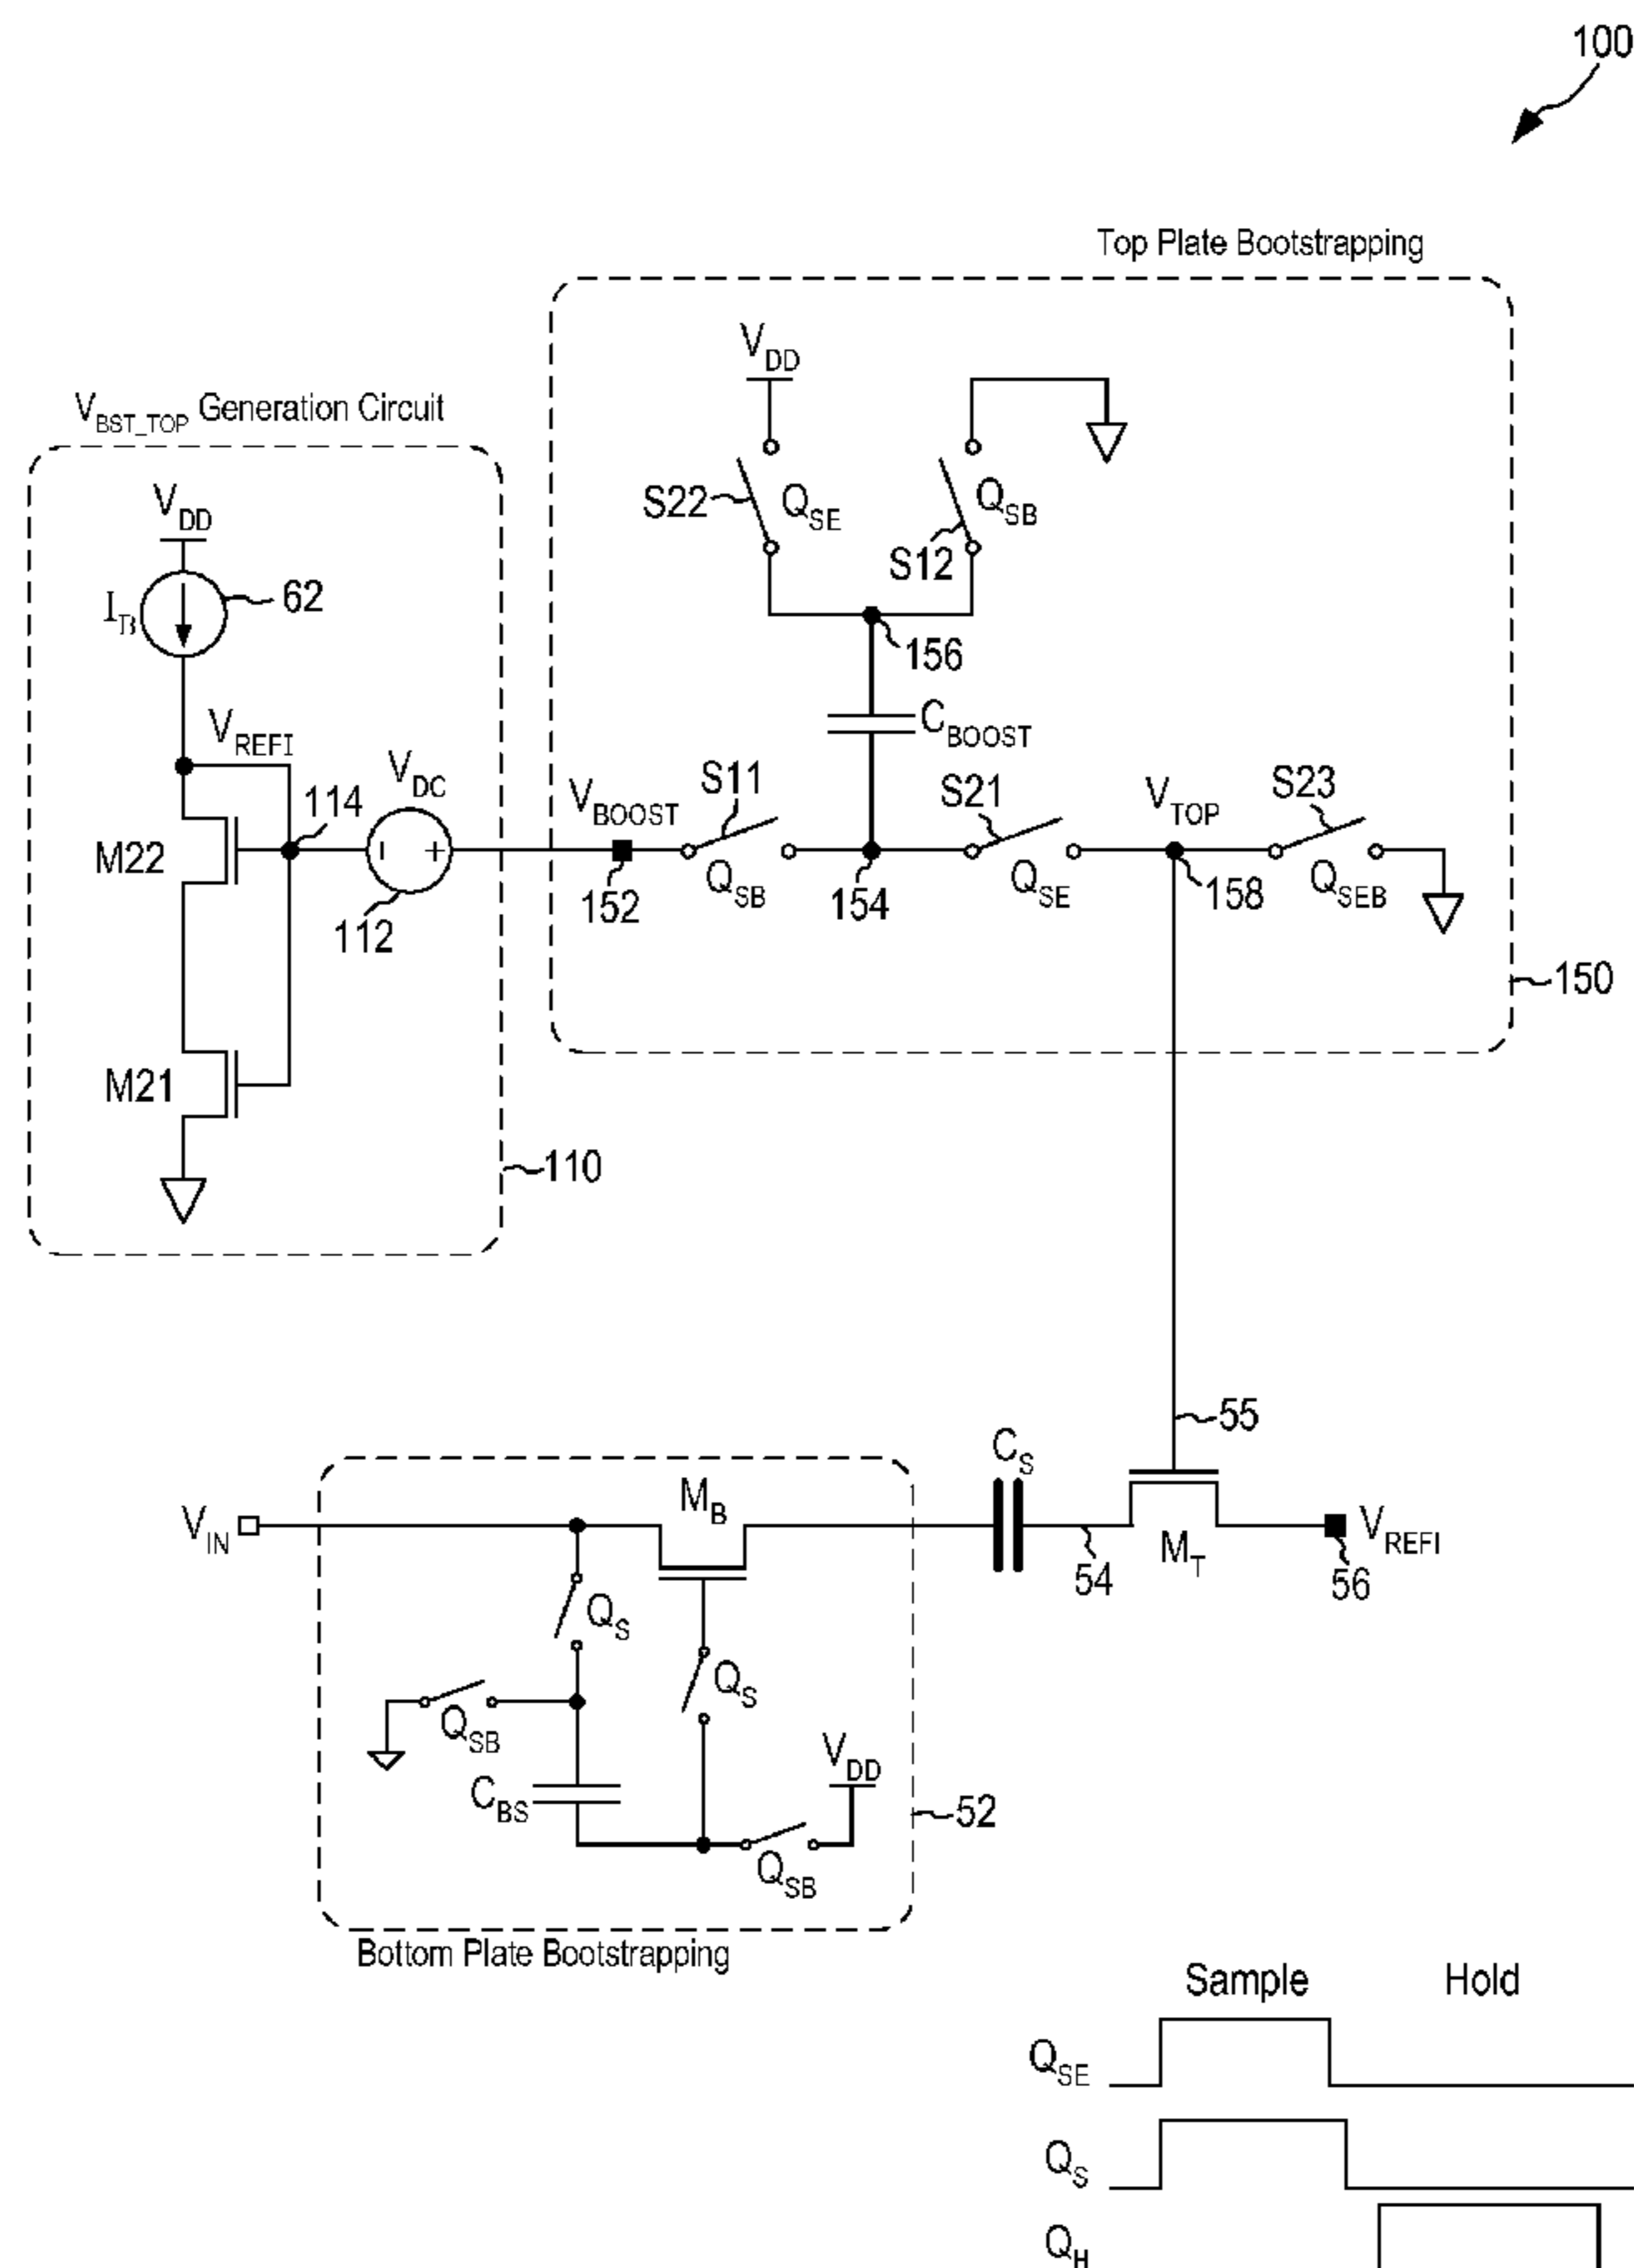 100
Top Plate Bootstrapping
V_DD
V_BST_TOP Generation Circuit
S22
Q_SE
Q_SB
S12
V_DD
I_B
62
156
V_REFI
C_BOOST
V_DC
114
V_BOOST
S11
S21
V_TOP
S23
M22
152
Q_SB
154
Q_SE
158
Q_SEB
112
150
M21
110
55
C_S
V_IN
M_B
V_REFI
M_T
54
56
Q_S
Q_S
Q_SB
V_DD
C_BS
52
Q_SB
Bottom Plate Bootstrapping
Sample Hold
Q_SE
Q_S
Q_H